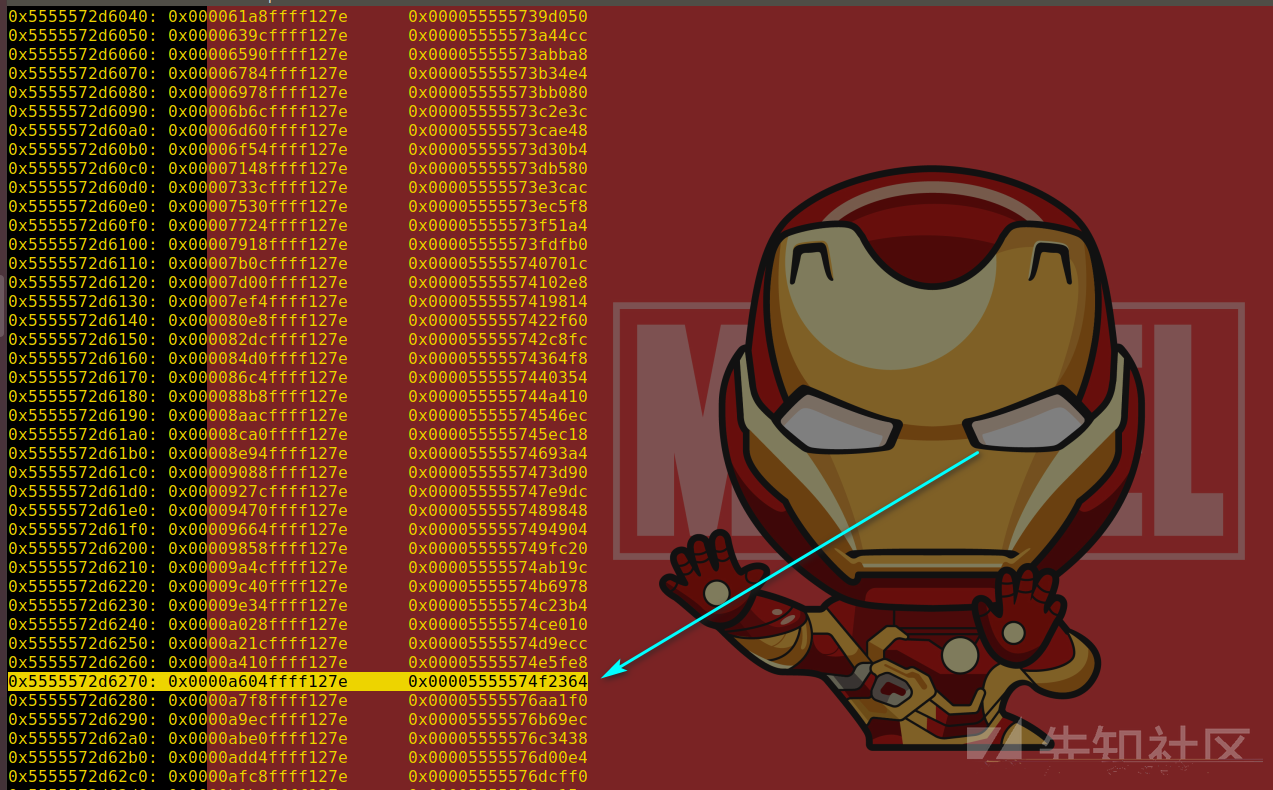 0x5555572d6040: 0x000061a8ffff127e 0x000055555739d050
0x5555572d6050: 0x0000639cffff127e 0x00005555573a44cc
0x5555572d6060: 0x00006590ffff127e 0x00005555573abba8
0x5555572d6070: 0x00006784ffff127e 0x00005555573b34e4
0x5555572d6080: 0x00006978ffff127e 0x00005555573bb080
0x5555572d6090: 0x00006b6cffff127e 0x00005555573c2e3c
0x5555572d60a0: 0x00006d60ffff127e 0x00005555573cae48
0x5555572d60b0: 0x00006f54ffff127e 0x00005555573d30b4
0x5555572d60c0: 0x00007148ffff127e 0x00005555573db580
0x5555572d60d0: 0x0000733cffff127e 0x00005555573e3cac
0x5555572d60e0: 0x00007530ffff127e 0x00005555573ec5f8
0x5555572d60f0: 0x00007724ffff127e 0x00005555573f51a4
0x5555572d6100: 0x00007918ffff127e 0x00005555573fdfb0
0x5555572d6110: 0x00007b0cffff127e 0x000055555740701c
0x5555572d6120: 0x00007d00ffff127e 0x00005555574102e8
0x5555572d6130: 0x00007ef4ffff127e 0x0000555557419814
0x5555572d6140: 0x000080e8ffff127e 0x0000555557422f60
0x5555572d6150: 0x000082dcffff127e 0x000055555742c8fc
0x5555572d6160: 0x000084d0ffff127e 0x00005555574364f8
0x5555572d6170: 0x000086c4ffff127e 0x0000555557440354
0x5555572d6180: 0x000088b8ffff127e 0x000055555744a410
0x5555572d6190: 0x00008aacffff127e 0x00005555574546ec
0x5555572d61a0: 0x00008ca0ffff127e 0x000055555745ec18
0x5555572d61b0: 0x00008e94ffff127e 0x00005555574693a4
0x5555572d61c0: 0x00009088ffff127e 0x0000555557473d90
0x5555572d61d0: 0x0000927cffff127e 0x000055555747e9dc
0x5555572d61e0: 0x00009470ffff127e 0x0000555557489848
0x5555572d61f0: 0x00009664ffff127e 0x0000555557494904
0x5555572d6200: 0x00009858ffff127e 0x000055555749fc20
0x5555572d6210: 0x00009a4cffff127e 0x00005555574ab19c
0x5555572d6220: 0x00009c40ffff127e 0x00005555574b6978
0x5555572d6230: 0x00009e34ffff127e 0x00005555574c23b4
0x5555572d6240: 0x0000a028ffff127e 0x00005555574ce010
0x5555572d6250: 0x0000a21cffff127e 0x00005555574d9ecc
0x5555572d6260: 0x0000a410ffff127e 0x00005555574e5fe8
0x5555572d6270: 0x0000a604ffff127e 0x00005555574f2364
0x5555572d6280: 0x0000a7f8ffff127e 0x00005555576aa1f0
0x5555572d6290: 0x0000a9ecffff127e 0x00005555576b69ec
0x5555572d62a0: 0x0000abe0ffff127e 0x00005555576c3438
0x5555572d62b0: 0x0000add4ffff127e 0x00005555576d00e4
0x5555572d62c0: 0x0000afc8ffff127e 0x00005555576dcff0
先知社区